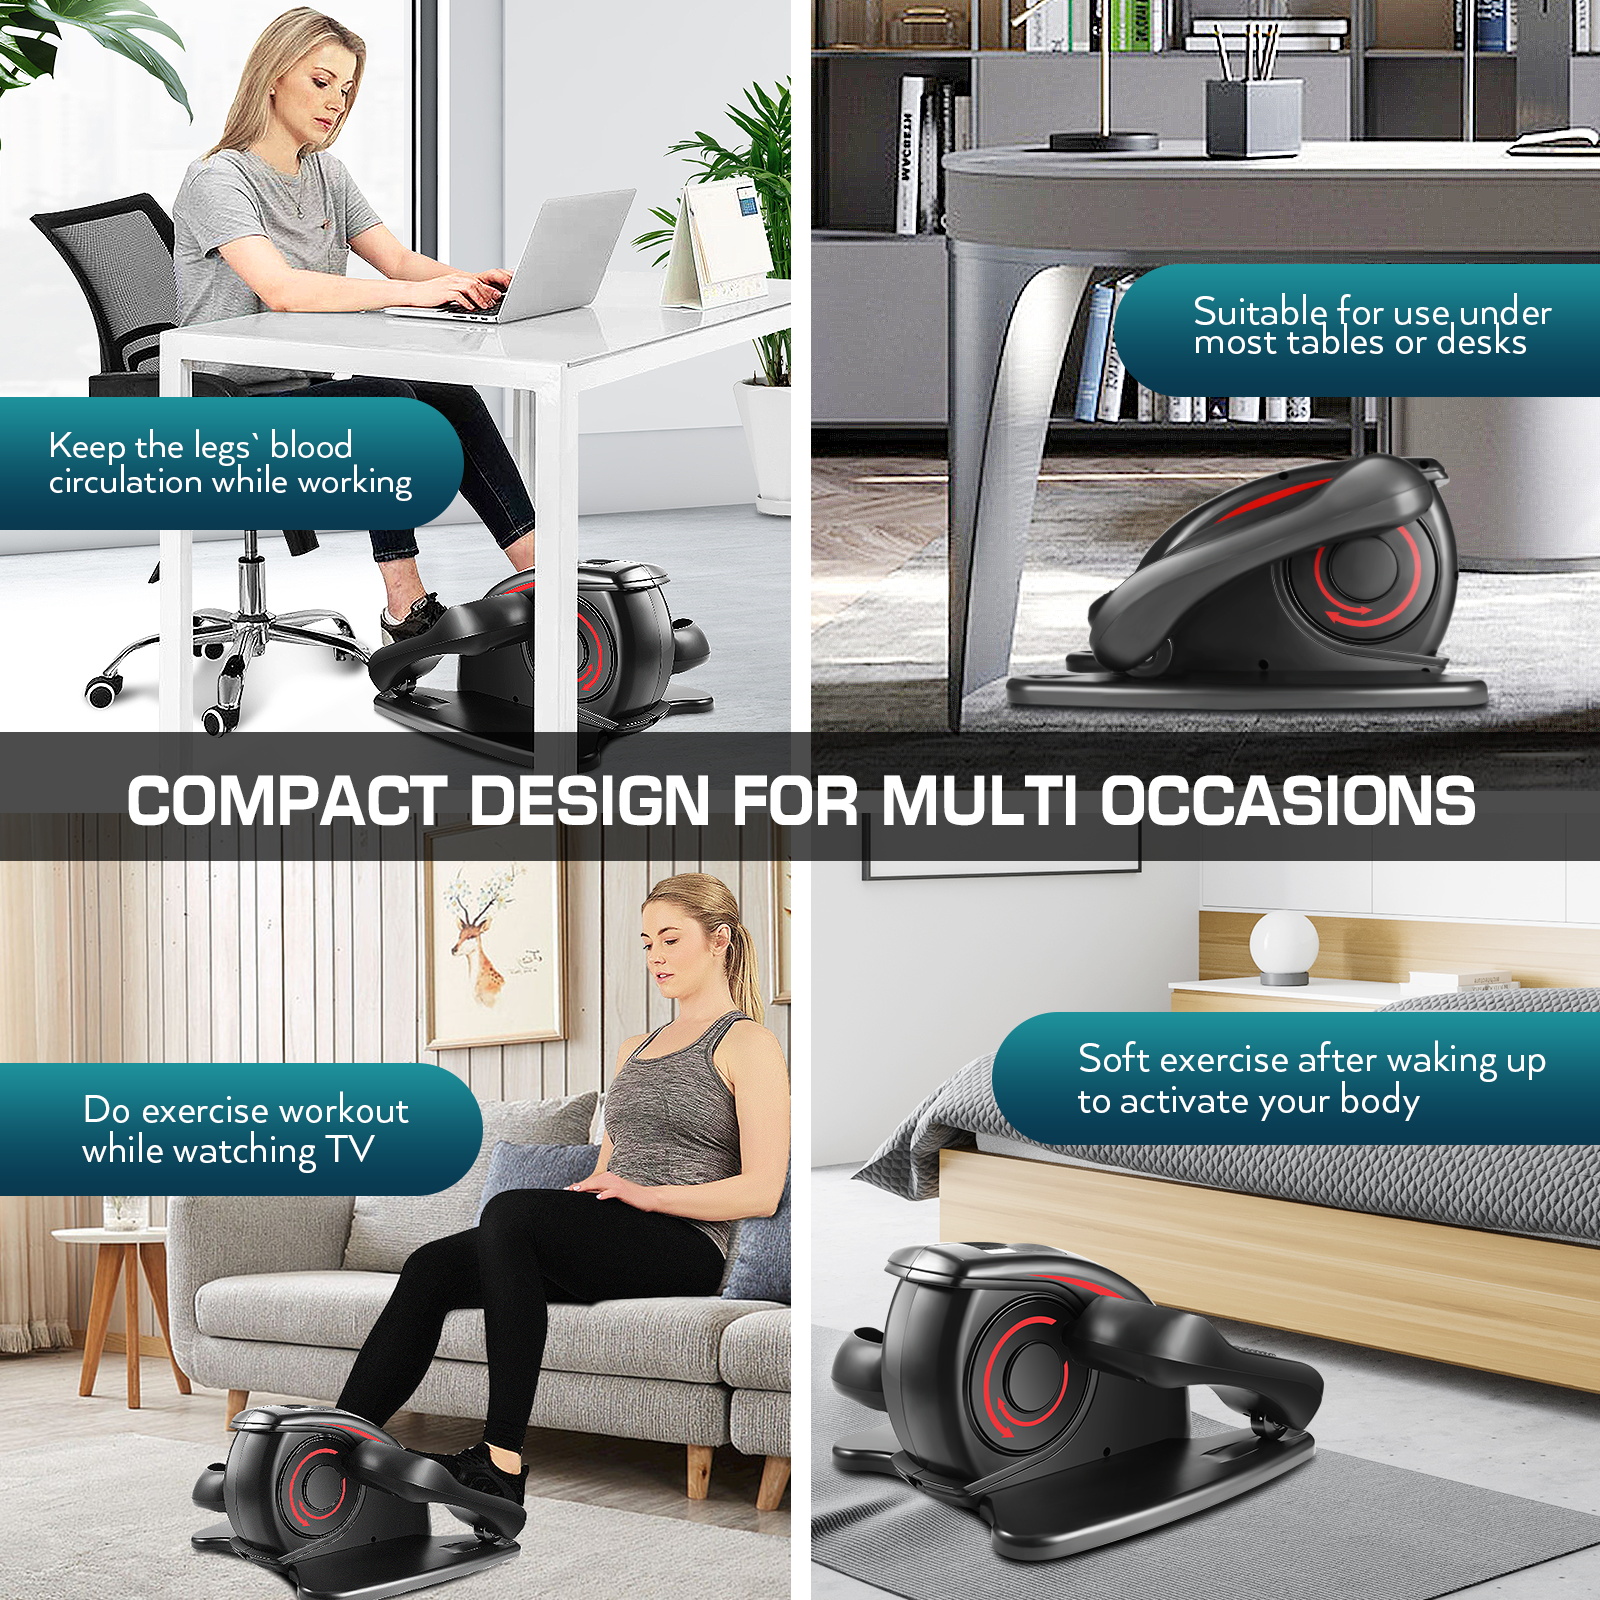 Keep the legs` blood
circulation while working
Suitable for use under
most tables or desks
COMPACT DESIGN FOR MULTI OCCASIONS
Do exercise workout
while watching TV
Soft exercise after waking up
to activate your body